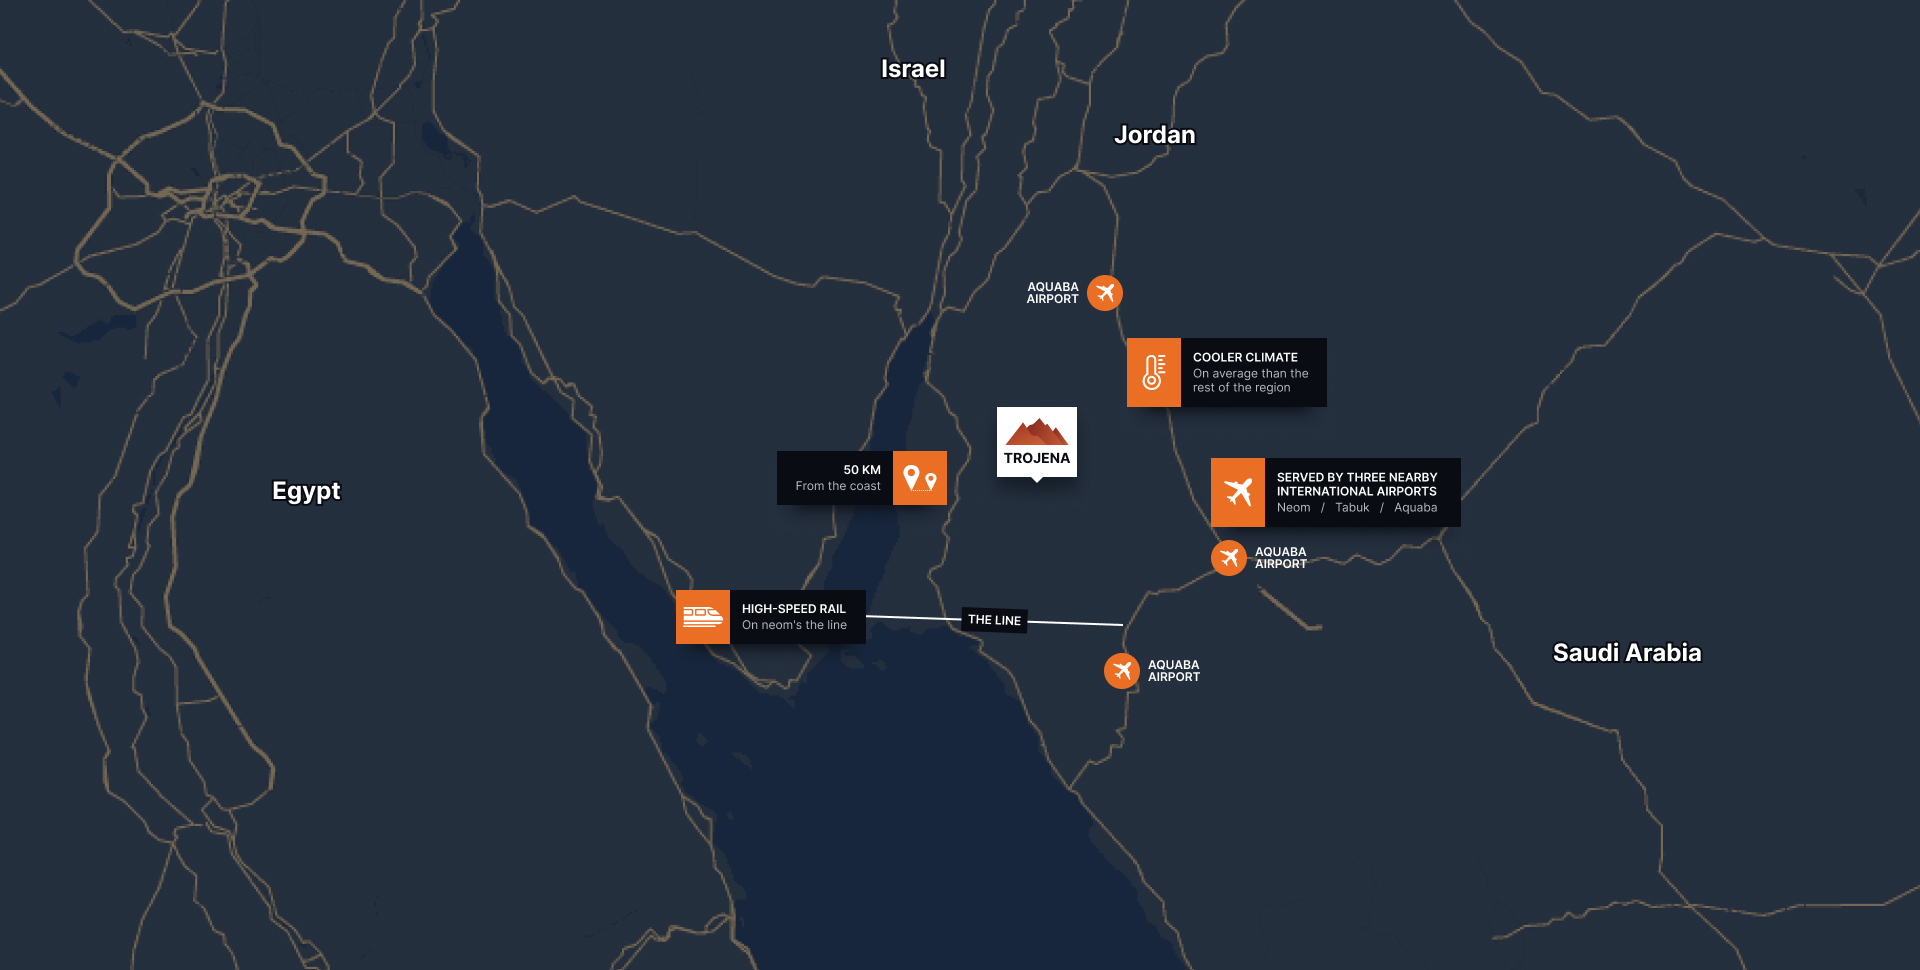 Israel
Jordan
AQUABA
AIRPORT
COOLER CLIMATE
On average than the
rest of the region
TROJENA
50 KM
From the coast
SERVED BY THREE NEARBY
INTERNATIONAL AIRPORTS
Neom / Tabuk / Aquaba
Egypt
AQUABA
AIRPORT
HIGH-SPEED RAIL
On neom's the line
THE LINE
Saudi Arabia
AQUABA
AIRPORT